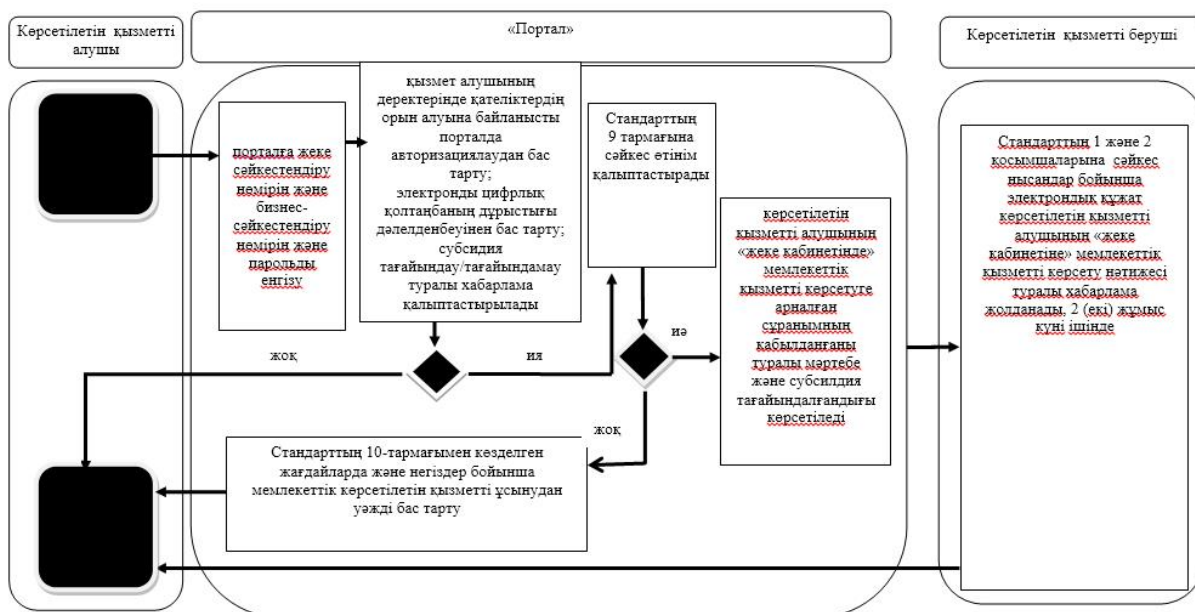 Көрсетілетін қызметті
алушы
«Портал»
Көрсетілетін қызметті беруші
порталға жеке
сәйкестендіру
нөмірін және
бизнес-
сәйкестендіру
нөмірін және
парольды
енгізу
қызмет алушының
деректерінде қателіктердің
орын алуына байланысты
порталда
авторизациялаудан бас
тарту;
электронды цифрлық
қолтаңбаның дұрыстығы
дәлелденбеуінен бас тарту;
субсидия
тағайындау/тағайындамау
туралы хабарлама
қалыптастырылады
Стандарттың
9 тармағына
сәйкес өтінім
қалыптастырады
көрсетілетін
қызметті алушының
«жеке кабинетінде»
мемлекеттік
қызметті көрсетуге
арналған
сұранымның
қабылданғаны
туралы мәртебе
және субсилдия
тағайындалғандығы
көрсетіледі
Стандарттың 1 және 2
қосымшаларына сәйкес
нысандар бойынша
электрондық құжат
көрсетілетін қызметті
алушының «жеке
кабинетіне» мемлекеттік
қызметті көрсету нәтижесі
туралы хабарлама
жолданады, 2 (екі) жұмыс
күні ішінде
жоқ
ия
иә
жоқ
Стандарттың 10-тармағымен көзделген
жағдайларда және негіздер бойынша
мемлекеттік көрсетілетін қызметті ұсынудан
уәжді бас тарту